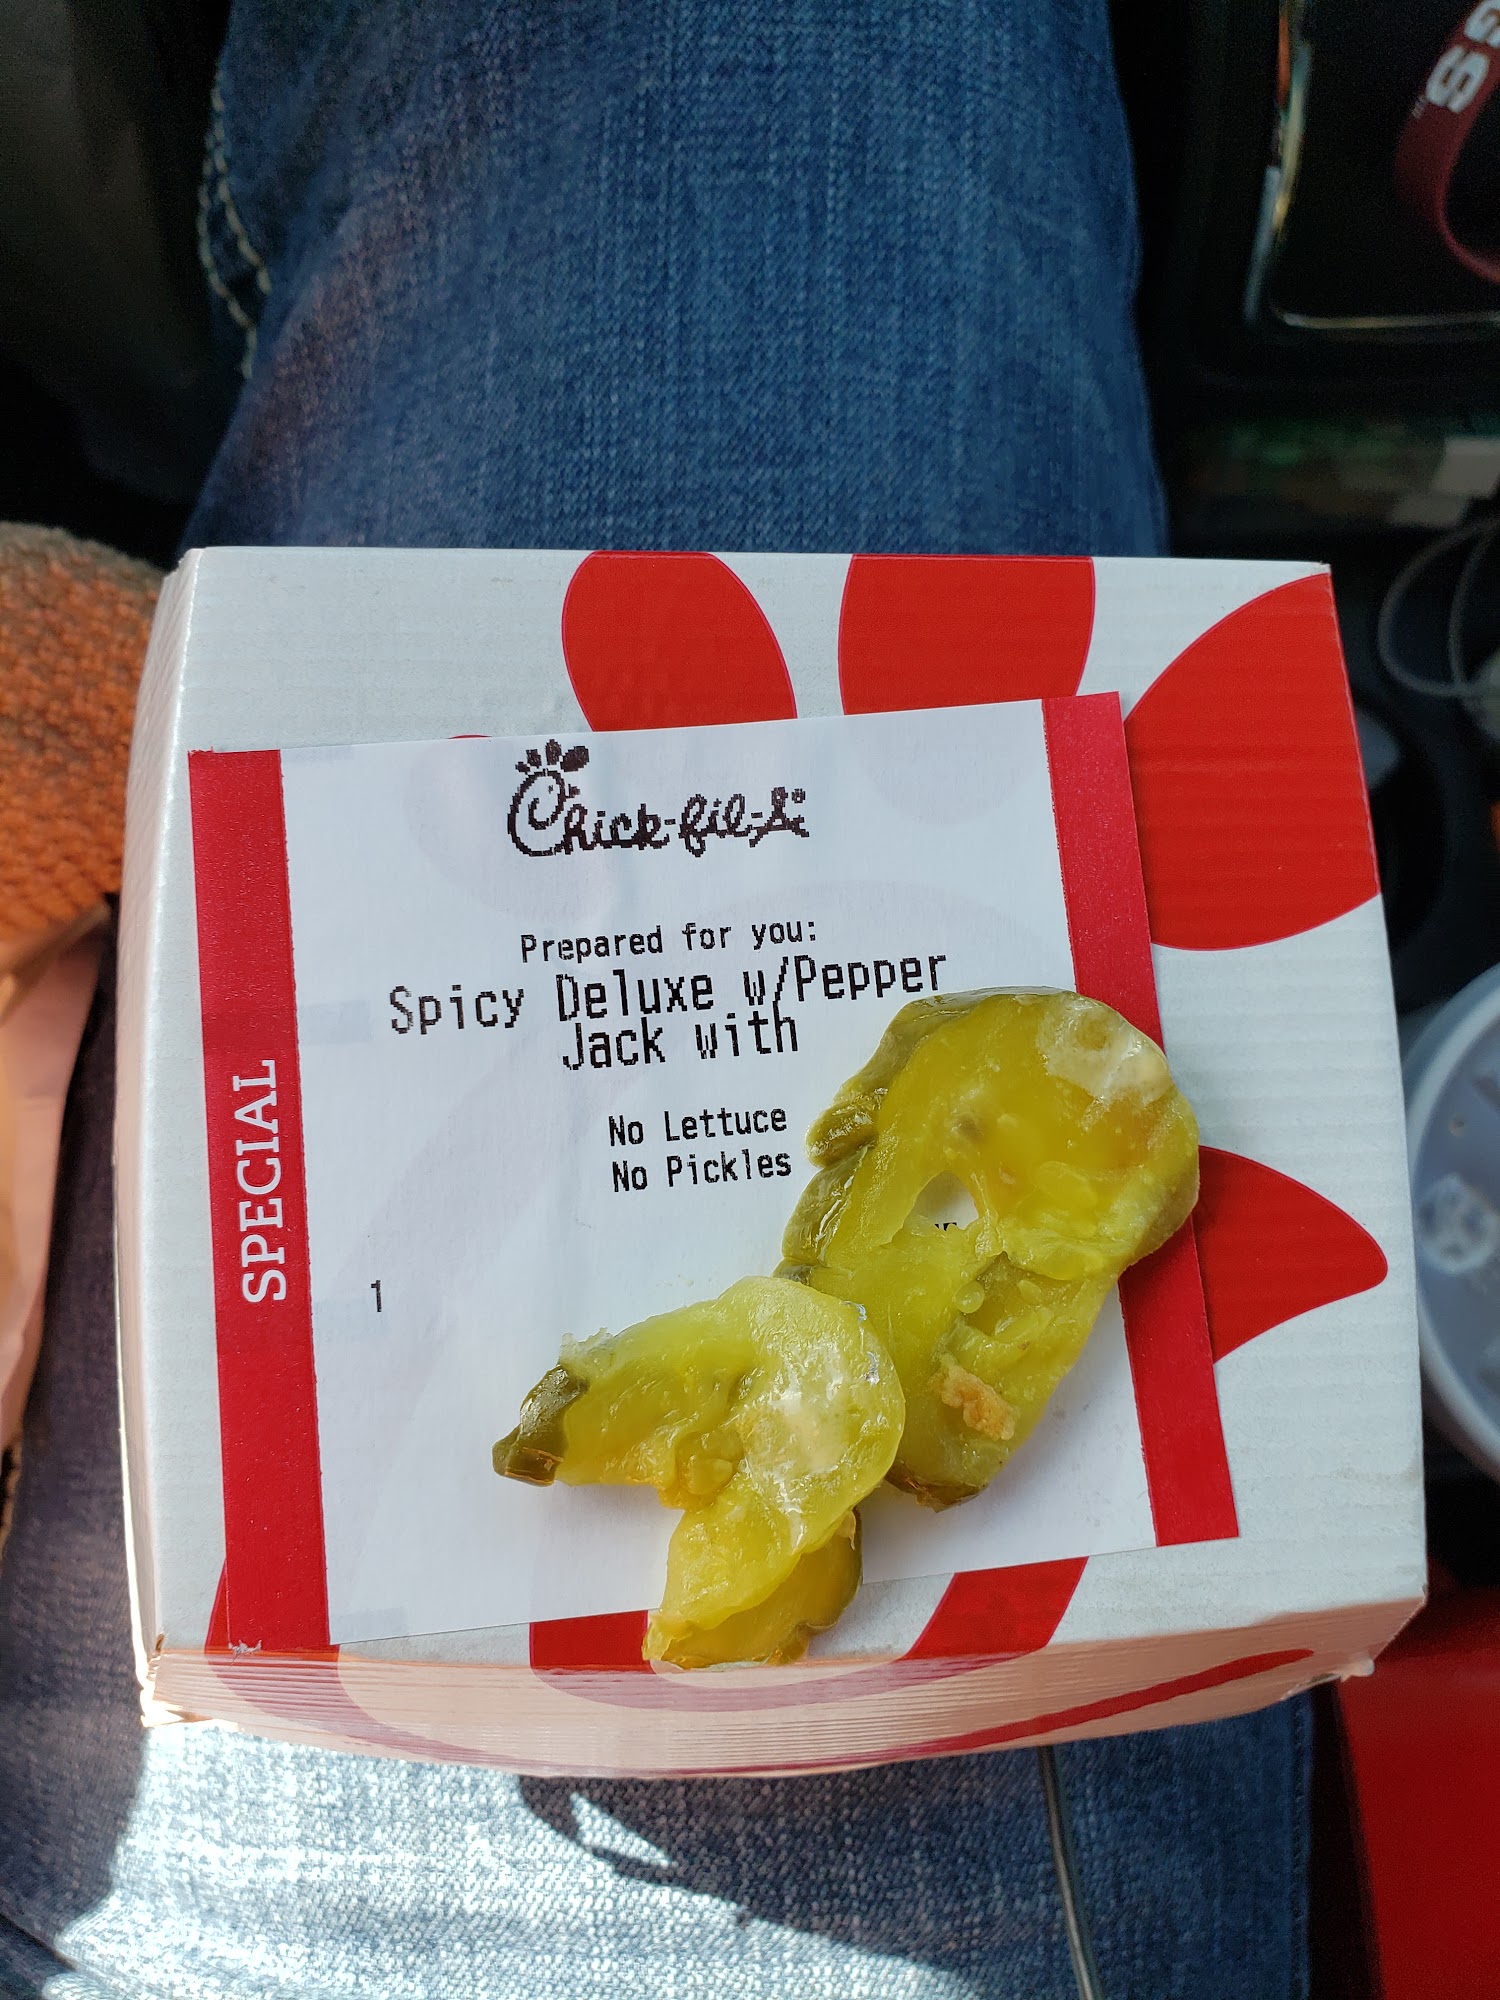 Chick-fil-A
Prepared for you:
Spicy Deluxe w/Pepper
Jack with
No Lettuce
No Pickles
1
SPECIAL